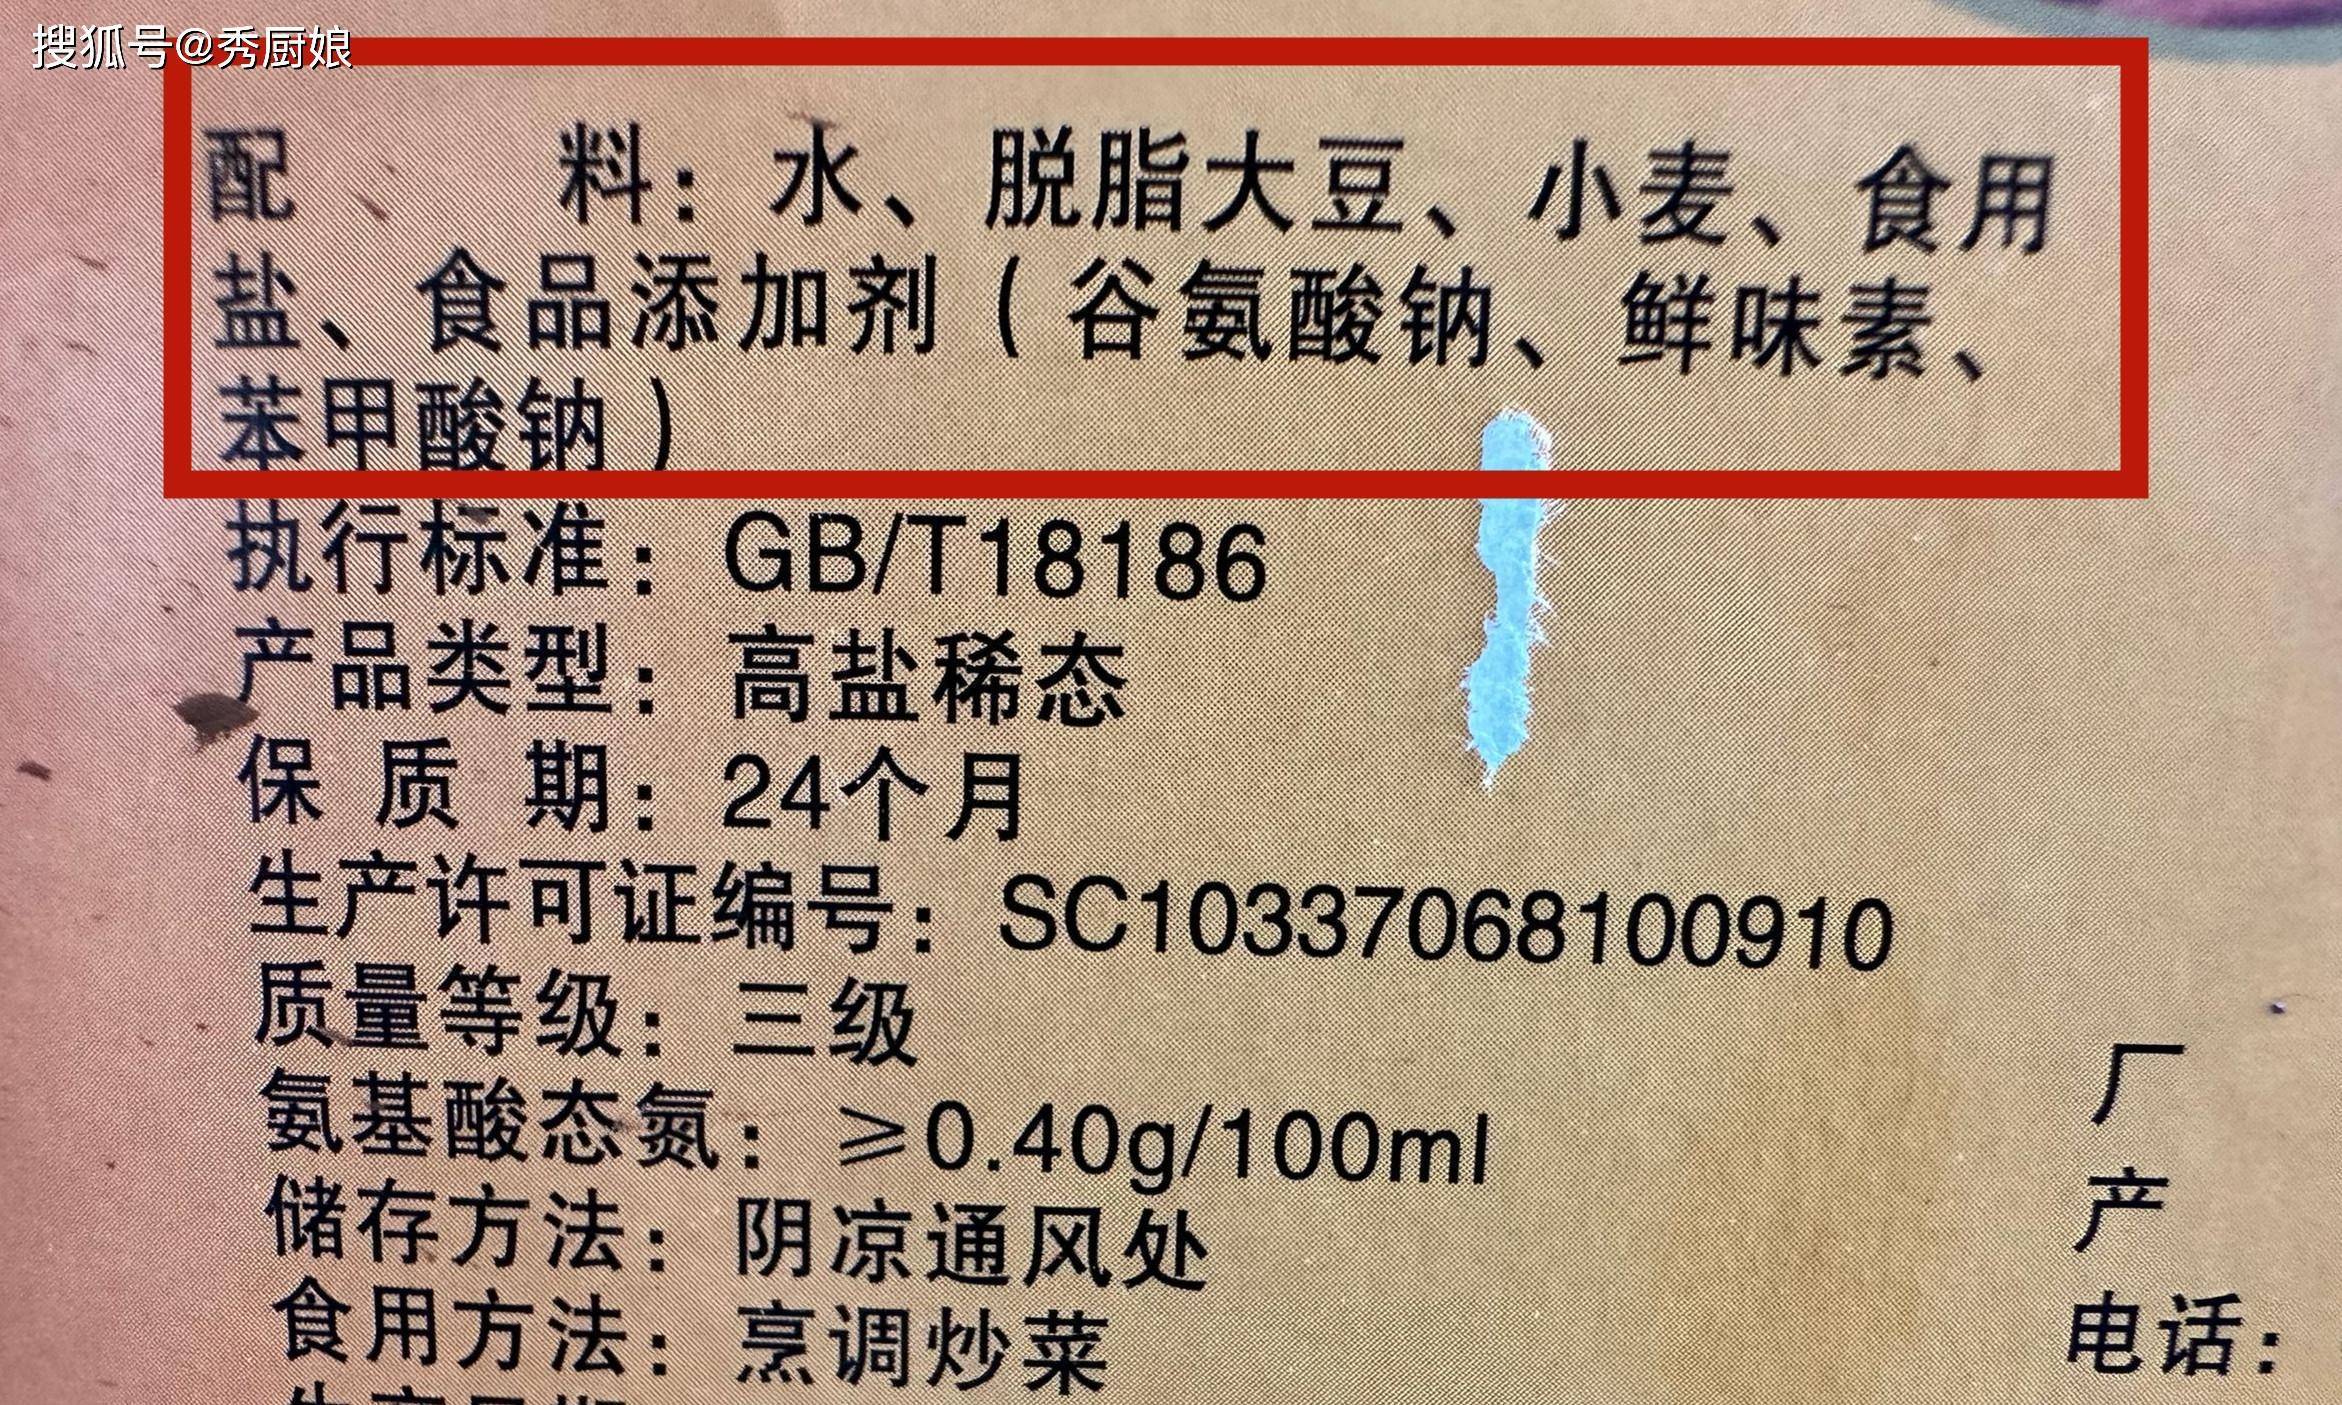 搜狐号@秀厨娘
配 料：水、脱脂大豆、小麦、食用
盐、食品添加剂（谷氨酸钠、鲜味素、
苯甲酸钠）
执行标准：GB/T18186
产品类型：高盐稀态
保 质 期：24个月
生产许可证编号：SC10337068100910
质量等级：三级
氨基酸态氮：≥0.40g/100ml
储存方法：阴凉通风处
食用方法：烹调炒菜
厂
产
电话：